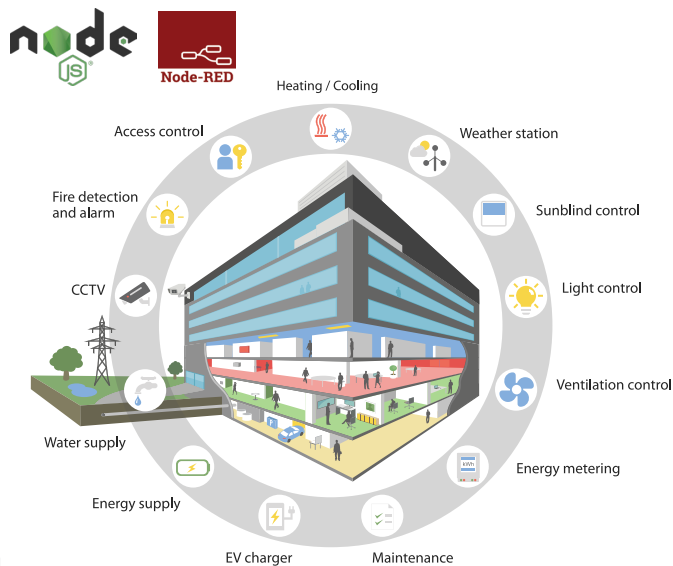 node
JS
Node-RED
Heating / Cooling
Access control
Weather station
Fire detection
and alarm
Sunblind control
CCTV
Light control
Ventilation control
Water supply
kWh
Energy metering
Energy supply
EV charger
Maintenance
P